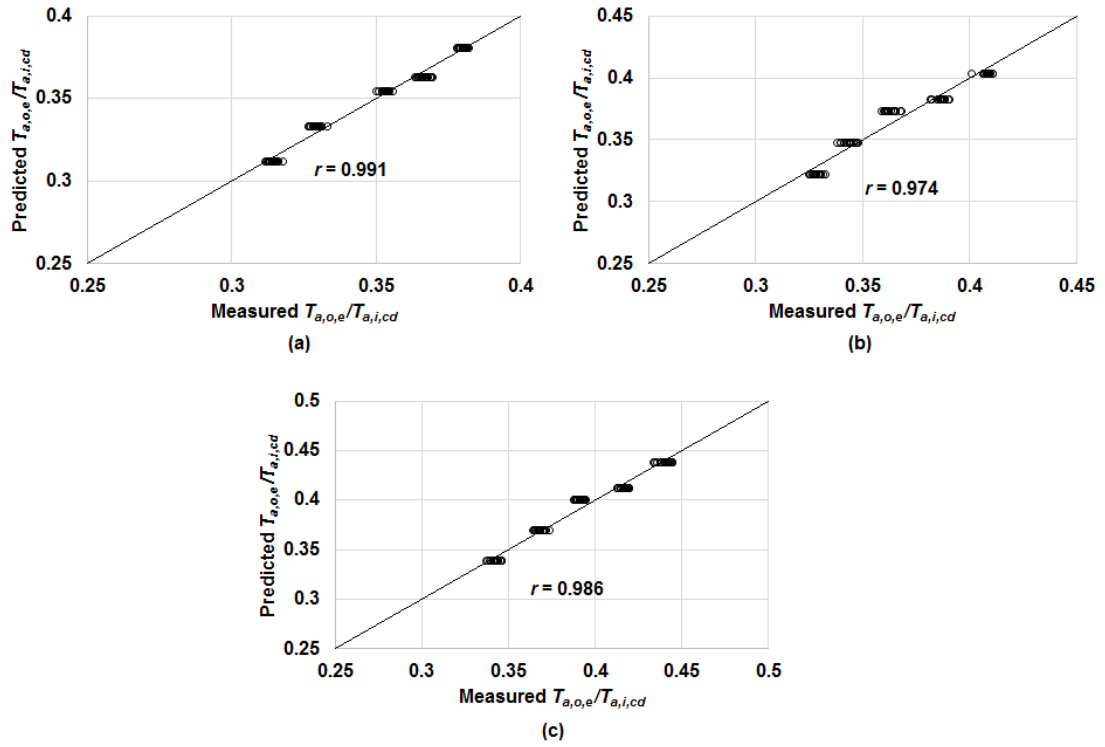 0.4
0.35
0.3
0.25
Predicted Ta,o,e/Ta,i,cd
r = 0.991
0.25 0.3 0.35 0.4
Measured Ta,o,e/Ta,i,cd
(a)
0.45
0.4
0.35
0.3
0.25
Predicted Ta,o,e/Ta,i,cd
r = 0.974
0.25 0.3 0.35 0.4 0.45
Measured Ta,o,e/Ta,i,cd
(b)
0.5
0.45
0.4
0.35
0.3
0.25
Predicted Ta,o,e/Ta,i,cd
r = 0.986
0.25 0.3 0.35 0.4 0.45 0.5
Measured Ta,o,e/Ta,i,cd
(c)